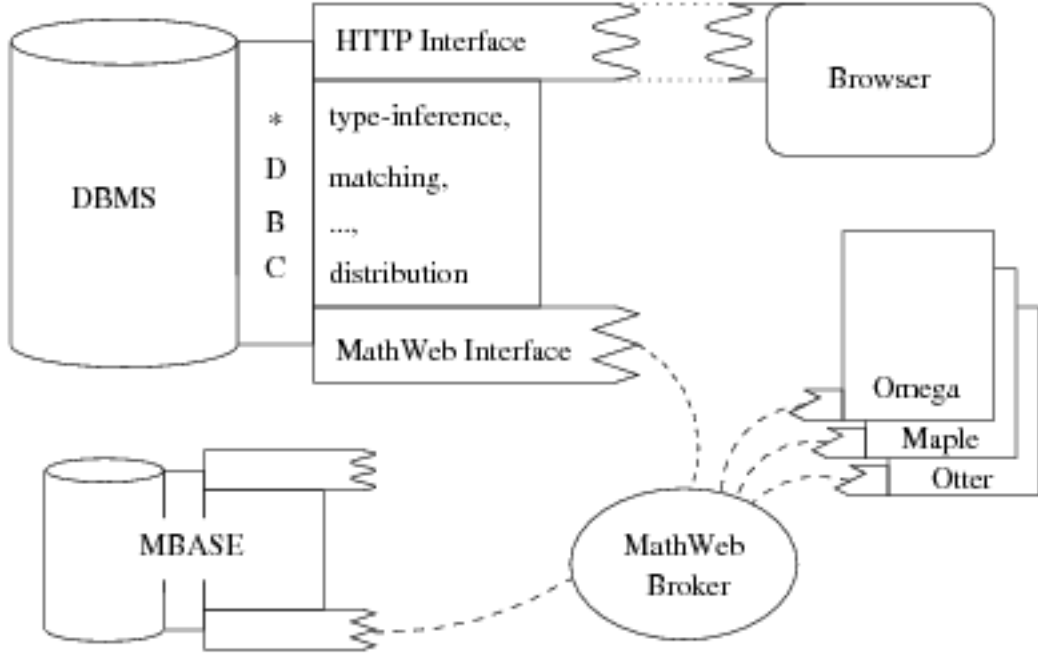 HTTP Interface
Browser
DBMS
*
D
B
C
type-inference,
matching,
...,
distribution
MathWeb Interface
Omega
Maple
Otter
MBASE
MathWeb
Broker